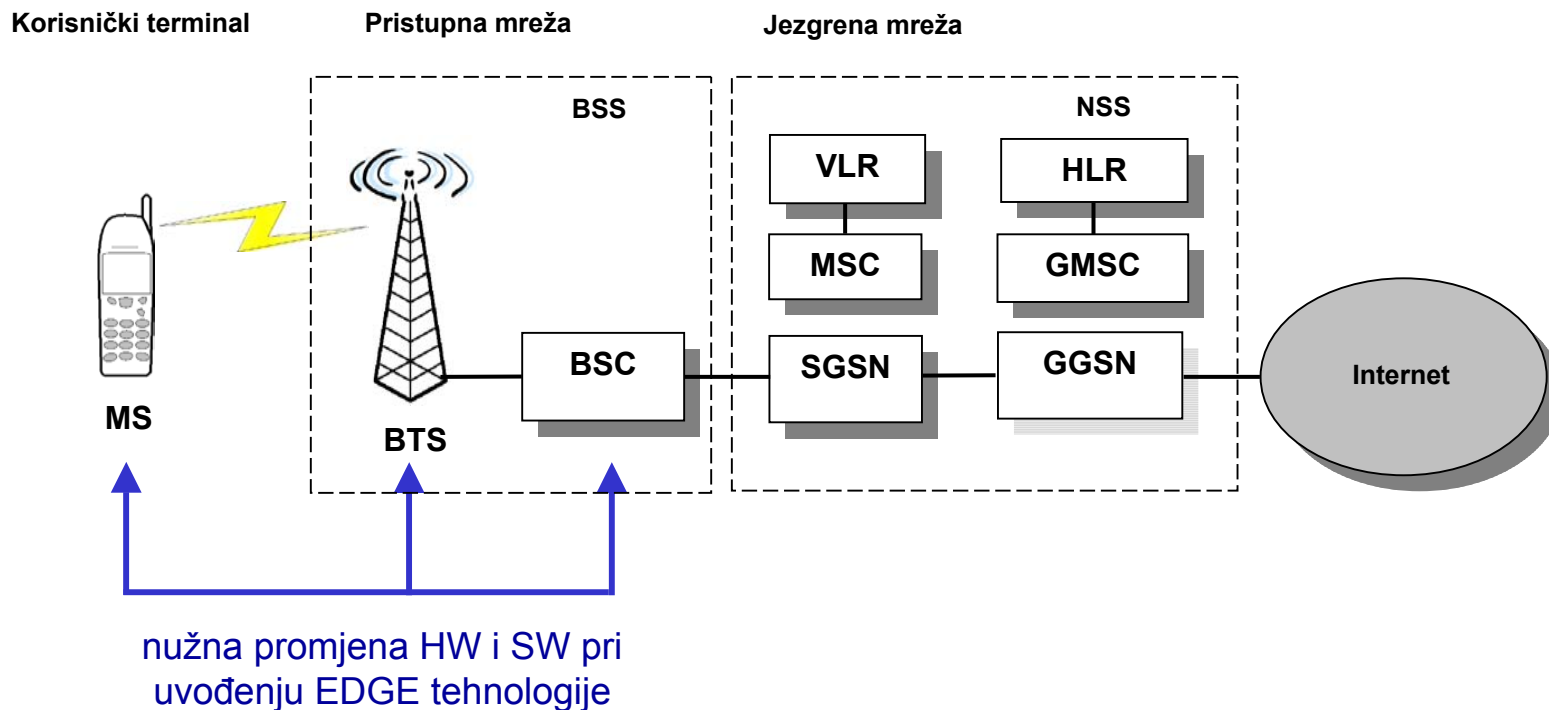 Korisnički terminal
Pristupna mreža
Jezgrena mreža
BSS
NSS
VLR
HLR
MSC
GMSC
BSC
SGSN
GGSN
Internet
MS
BTS
nužna promjena HW i SW pri
uvođenju EDGE tehnologije